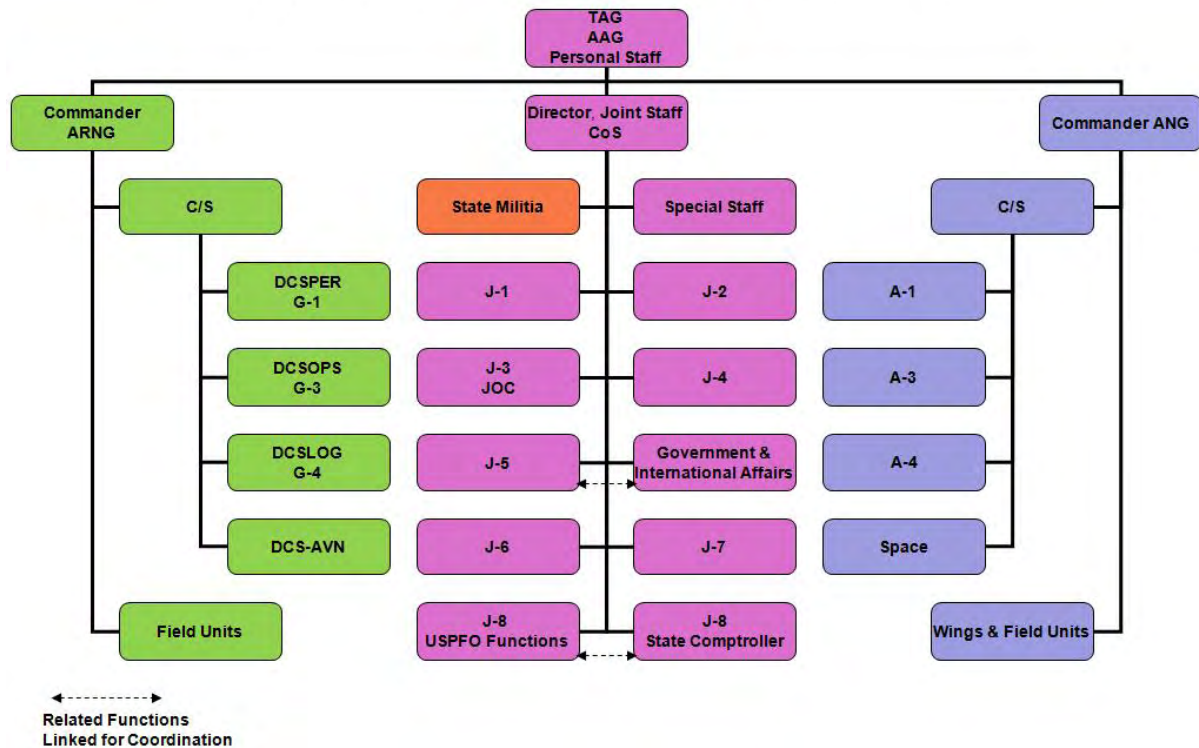 TAG
AAG
Personal Staff
Commander
ARNG
Director, Joint Staff
CoS
Commander ANG
C/S
State Militia
Special Staff
C/S
DCSPER
G-1
J-1
J-2
A-1
DCSOPS
G-3
J-3
JOC
J-4
A-3
DCSLOG
G-4
J-5
Government &
International Affairs
A-4
DCS-AVN
J-6
J-7
Space
Field Units
J-8
USPFO Functions
J-8
State Comptroller
Wings & Field Units
Related Functions
Linked for Coordination